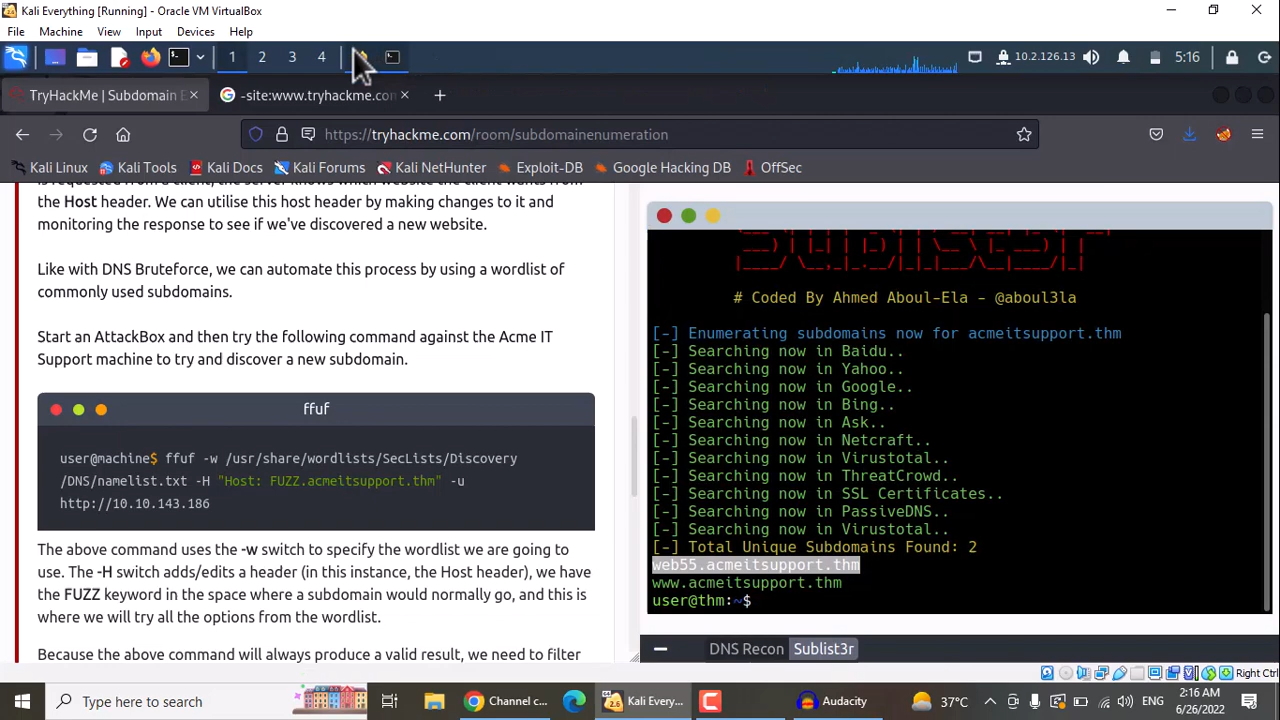 Kali Everything [Running] - Oracle VM VirtualBox
File Machine View Input Devices Help
1 2 3 4 10.2.126.13 5:16
TryHackMe | Subdomain E -site:www.tryhackme.com
https://tryhackme.com/room/subdomainenumeration
Kali Linux Kali Tools Kali Docs Kali Forums Kali NetHunter Exploit-DB Google Hacking DB OffSec
is requested from a client, the server knows which website the client wants from
the Host header. We can utilise this host header by making changes to it and
monitoring the response to see if we've discovered a new website.
Like with DNS Bruteforce, we can automate this process by using a wordlist of
commonly used subdomains.
Start an AttackBox and then try the following command against the Acme IT
Support machine to try and discover a new subdomain.
ffuf
user@machine$ ffuf -w /usr/share/wordlists/SecLists/Discovery
/DNS/namelist.txt -H "Host: FUZZ.acmeitsupport.thm" -u
http://10.10.143.186
The above command uses the -w switch to specify the wordlist we are going to
use. The -H switch adds/edits a header (in this instance, the Host header), we have
the FUZZ keyword in the space where a subdomain would normally go, and this is
where we will try all the options from the wordlist.
Because the above command will always produce a valid result, we need to filter
# Coded By Ahmed Aboul-Ela - @aboul3la
[-] Enumerating subdomains now for acmeitsupport.thm
[-] Searching now in Baidu..
[-] Searching now in Yahoo..
[-] Searching now in Google..
[-] Searching now in Bing..
[-] Searching now in Ask..
[-] Searching now in Netcraft..
[-] Searching now in Virustotal..
[-] Searching now in ThreatCrowd..
[-] Searching now in SSL Certificates..
[-] Searching now in PassiveDNS..
[-] Searching now in Virustotal..
[-] Total Unique Subdomains Found: 2
web55.acmeitsupport.thm
www.acmeitsupport.thm
user@thm:~$
DNS Recon Sublist3r
Right Ctrl
Type here to search Channel c... Kali Every... Audacity 37°C ENG 2:16 AM
6/26/2022